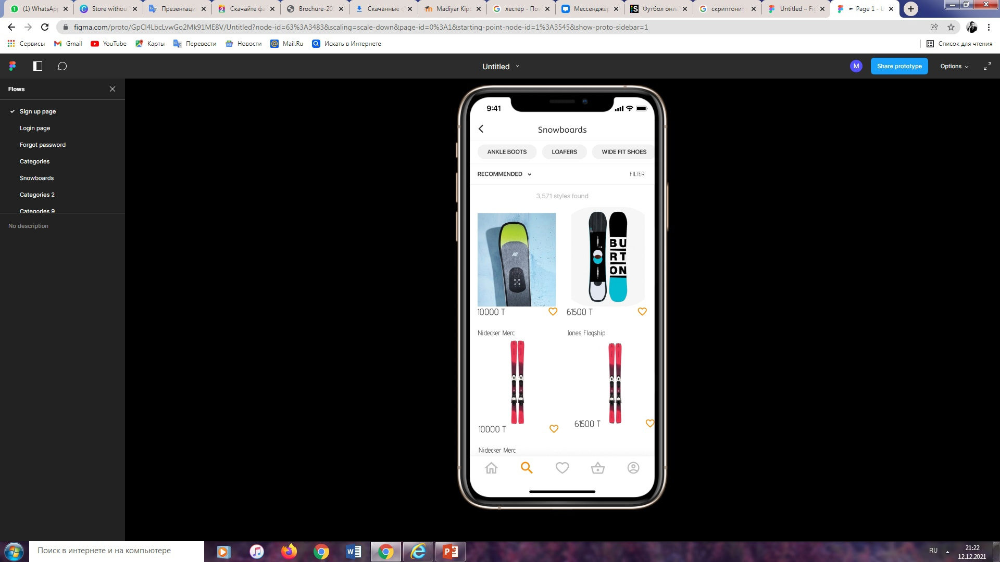 (1) WhatsApp
Store withou
Презентаци
Скачайте фа
Brochure-20
Скачанные
Madiyar Kipc
лестер - Пои
Мессенджер
Футбол онла
скриптонит
Untitled – Fig
► Page 1 - U
figma.com/proto/GpCl4LbcLvwGo2Mk91ME8V/Untitled?node-id=63%3A3483&scaling=scale-down&page-id=0%3A1&starting-point-node-id=1%3A3545&show-proto-sidebar=1
Сервисы
Gmail
YouTube
Карты
Перевести
Новости
Mail.Ru
Искать в Интернете
Список для чтения
Untitled
M
Share prototype
Options
Flows
Sign up page
Login page
Forgot password
Categories
Snowboards
Categories 2
Categories 9
No description
9:41
Snowboards
ANKLE BOOTS
LOAFERS
WIDE FIT SHOES
RECOMMENDED
FILTER
3,571 styles found
K2
BU
RT
ON
10000 T
61500 T
Nidecker Merc
Jones Flagship
10000 T
61500 T
Nidecker Merc
Поиск в интернете и на компьютере
RU
21:22
12.12.2021